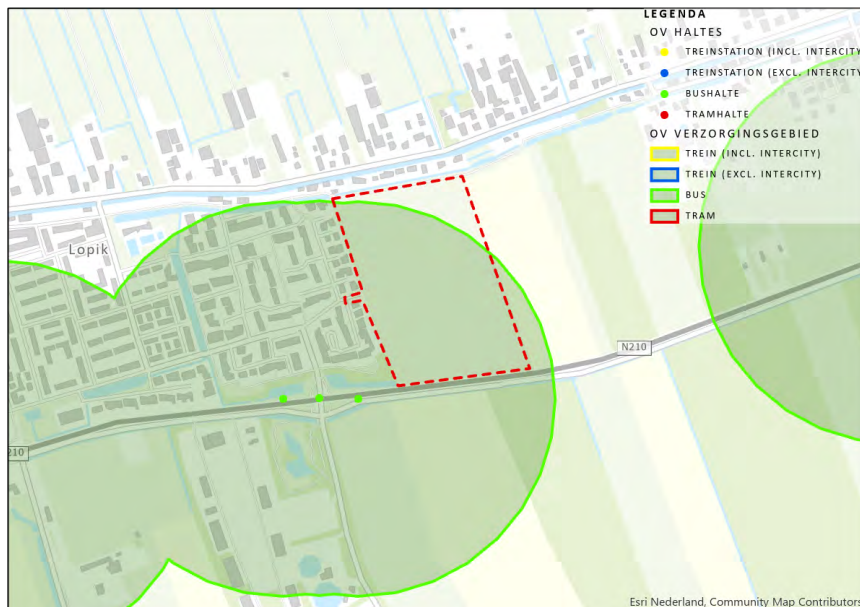 LEGENDA
OV HALTES
TREINSTATION (INCL. INTERCITY
TREINSTATION (EXCL. INTERCITY
BUSHALTE
TRAMHALTE
OV VERZORGINGSGEBIED
TREIN (INCL. INTERCITY)
TREIN (EXCL. INTERCITY)
BUS
TRAM
Lopik
N210
210
Esri Nederland, Community Map Contributors